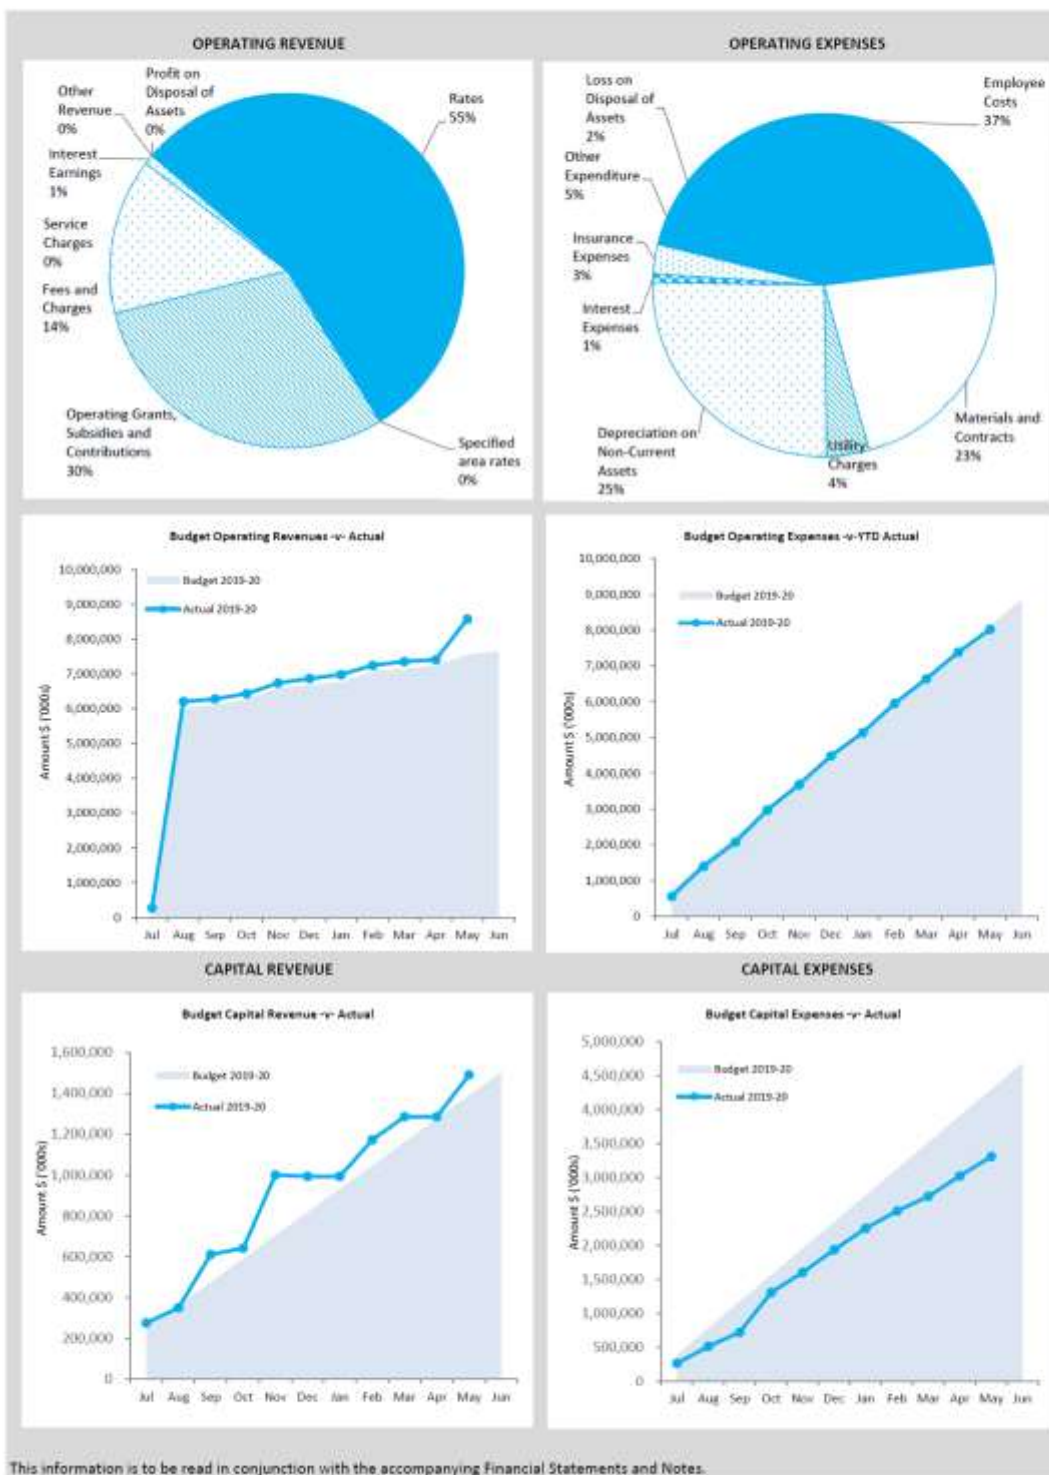 OPERATING REVENUE
Profit on
Disposal of
Assets
0%
Other
Revenue
0%
Interest
Earnings
1%
Service
Charges
0%
Fees and
Charges
14%
Operating Grants,
Subsidies and
Contributions
30%
Rates
55%
Specified
area rates
0%
OPERATING EXPENSES
Loss on
Disposal of
Assets
2%
Other
Expenditure
5%
Insurance
Expenses
3%
Interest
Expenses
1%
Depreciation on
Non-Current
Assets
25%
Utility
Charges
4%
Employee
Costs
37%
Materials and
Contracts
23%
Budget Operating Revenues -v- Actual
Budget 2019-20
Actual 2019-20
Amount $ ('000s)
10,000,000
9,000,000
8,000,000
7,000,000
6,000,000
5,000,000
4,000,000
3,000,000
2,000,000
1,000,000
0
Jul Aug Sep Oct Nov Dec Jan Feb Mar Apr May Jun
Budget Operating Expenses -v-YTD Actual
Budget 2019-20
Actual 2019-20
Amount $ ('000s)
10,000,000
9,000,000
8,000,000
7,000,000
6,000,000
5,000,000
4,000,000
3,000,000
2,000,000
1,000,000
0
Jul Aug Sep Oct Nov Dec Jan Feb Mar Apr May Jun
CAPITAL REVENUE
Budget Capital Revenue -v- Actual
Budget 2019-20
Actual 2019-20
Amount $ ('000s)
1,600,000
1,400,000
1,200,000
1,000,000
800,000
600,000
400,000
200,000
0
Jul Aug Sep Oct Nov Dec Jan Feb Mar Apr May Jun
CAPITAL EXPENSES
Budget Capital Expenses -v- Actual
Budget 2019-20
Actual 2019-20
Amount $ ('000s)
5,000,000
4,500,000
4,000,000
3,500,000
3,000,000
2,500,000
2,000,000
1,500,000
1,000,000
500,000
0
Jul Aug Sep Oct Nov Dec Jan Feb Mar Apr May Jun
This information is to be read in conjunction with the accompanying Financial Statements and Notes.